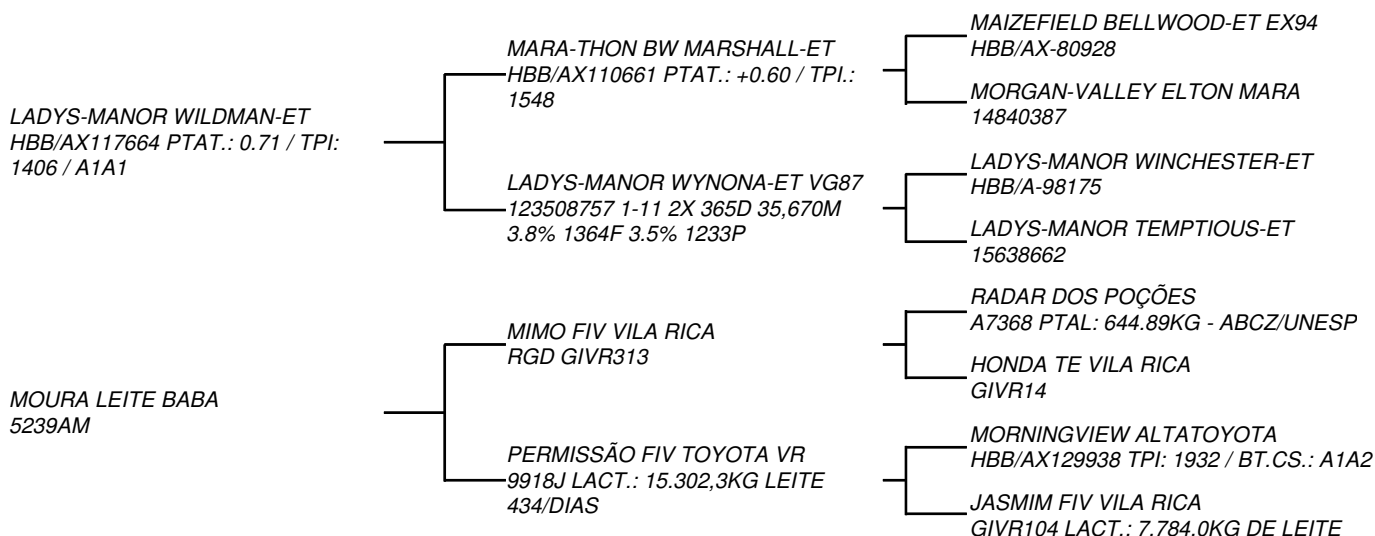 LADYS-MANOR WILDMAN-ET
HBB/AX117664 PTAT.: 0.71 / TPI:
1406 / A1A1
MOURA LEITE BABA
5239AM
MARA-THON BW MARSHALL-ET
HBB/AX110661 PTAT.: +0.60 / TPI.:
1548
LADYS-MANOR WYNONA-ET VG87
123508757 1-11 2X 365D 35,670M
3.8% 1364F 3.5% 1233P
MIMO FIV VILA RICA
RGD GIVR313
PERMISSÃO FIV TOYOTA VR
9918J LACT.: 15.302,3KG LEITE
434/DIAS
MAIZEFIELD BELLWOOD-ET EX94
HBB/AX-80928
MORGAN-VALLEY ELTON MARA
14840387
LADYS-MANOR WINCHESTER-ET
HBB/A-98175
LADYS-MANOR TEMPTIOUS-ET
15638662
RADAR DOS POÇÕES
A7368 PTAL: 644.89KG - ABCZ/UNESP
HONDA TE VILA RICA
GIVR14
MORNINGVIEW ALTATOYOTA
HBB/AX129938 TPI: 1932 / BT.CS.: A1A2
JASMIM FIV VILA RICA
GIVR104 LACT.: 7.784.0KG DE LEITE